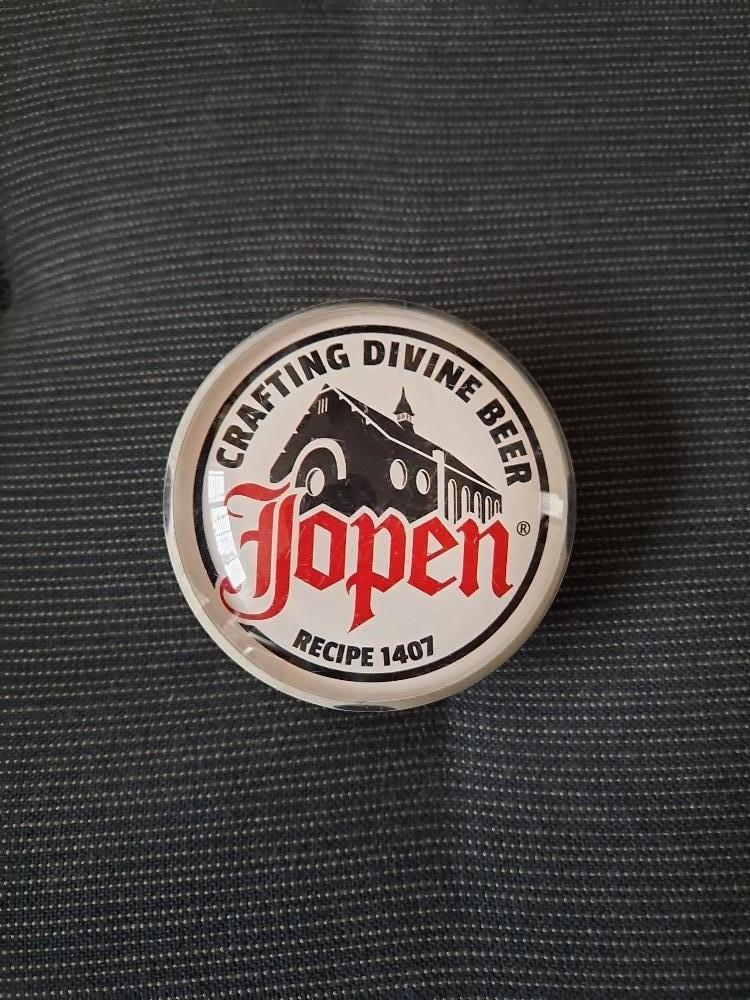 CRAFTING DIVINE BEER
Jopen®
RECIPE 1407